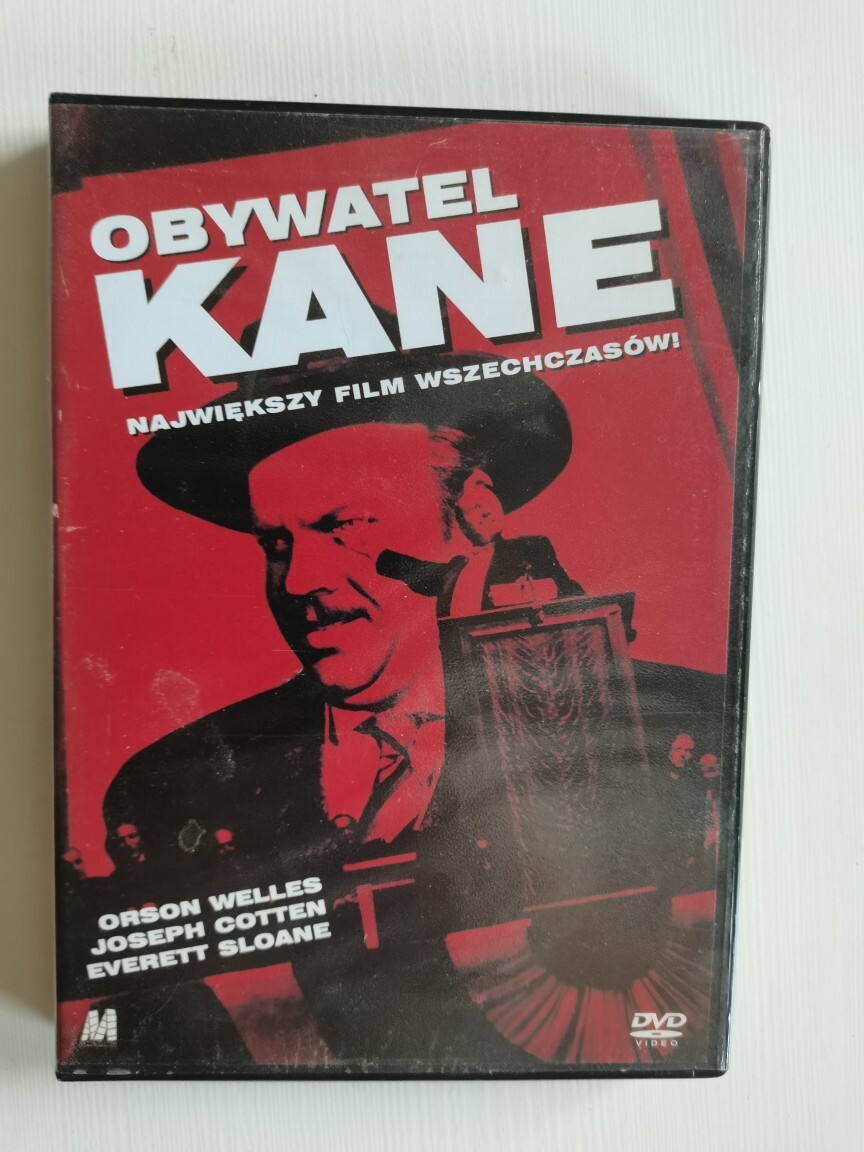 OBYWATEL
KANE
NAJWIĘKSZY FILM WSZECHCZASÓW!
ORSON WELLES
JOSEPH COTTEN
EVERETT SLOANE
M
DVD
VIDEO